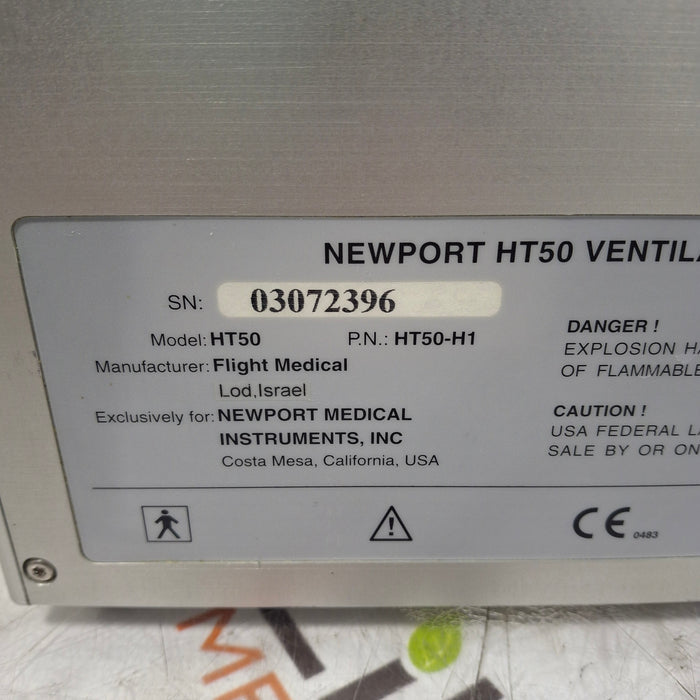 NEWPORT HT50 VENTILA
SN: 03072396
Model: HT50 P.N.: HT50-H1
Manufacturer: Flight Medical
Lod,Israel
Exclusively for: NEWPORT MEDICAL
INSTRUMENTS, INC
Costa Mesa, California, USA
DANGER !
EXPLOSION HA
OF FLAMMABLE
CAUTION !
USA FEDERAL LA
SALE BY OR ON
CE 0483